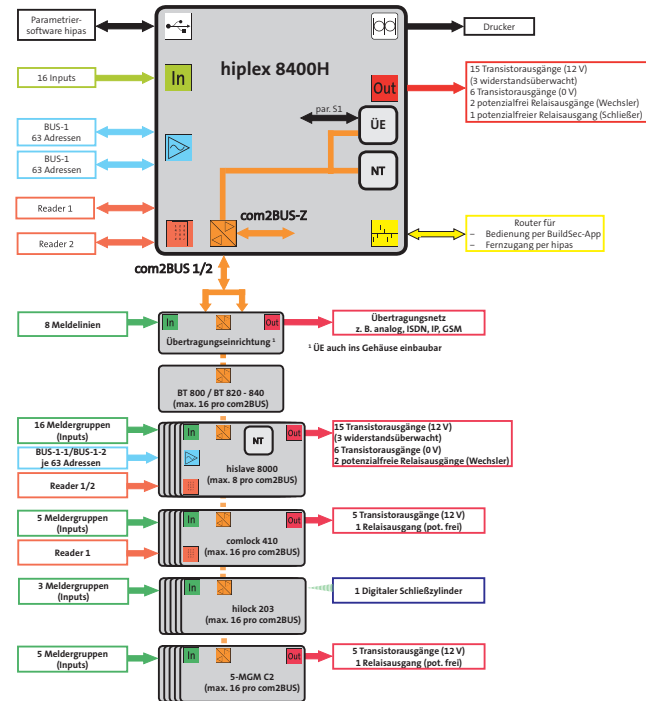 Parametrier-
software hipas
Drucker
hiplex 8400H
16 Inputs
In
Out
15 Transistorausgänge (12 V)
(3 widerstandsüberwacht)
6 Transistorausgänge (0 V)
2 potenzialfrei Relaisausgänge (Wechsler)
1 potenzialfreier Relaisausgang (Schließer)
par. S1
ÜE
BUS-1
63 Adressen
BUS-1
63 Adressen
NT
Reader 1
Reader 2
com2BUS-Z
Router für
– Bedienung per BuildSec-App
– Fernzugang per hipas
com2BUS 1/2
8 Meldelinien
In
Out
Übertragungseinrichtung ¹
Übertragungsnetz
z. B. analog, ISDN, IP, GSM
¹ ÜE auch ins Gehäuse einbaubar
BT 800 / BT 820 - 840
(max. 16 pro com2BUS)
16 Meldergruppen
(Inputs)
BUS-1-1/BUS-1-2
je 63 Adressen
Reader 1/2
In
NT
Out
hislave 8000
(max. 8 pro com2BUS)
15 Transistorausgänge (12 V)
(3 widerstandsüberwacht)
6 Transistorausgänge (0 V)
2 potenzialfreie Relaisausgänge (Wechsler)
5 Meldergruppen
(Inputs)
Reader 1
In
Out
comlock 410
(max. 16 pro com2BUS)
5 Transistorausgänge (12 V)
1 Relaisausgang (pot. frei)
3 Meldergruppen
(Inputs)
In
hilock 203
(max. 16 pro com2BUS)
1 Digitaler Schließzylinder
5 Meldergruppen
(Inputs)
In
Out
5-MGM C2
(max. 16 pro com2BUS)
5 Transistorausgänge (12 V)
1 Relaisausgang (pot. frei)